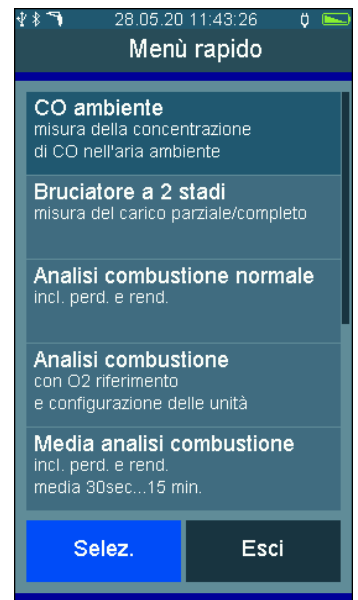 28.05.20 11:43:26
Menù rapido
CO ambiente
misura della concentrazione
di CO nell'aria ambiente
Bruciatore a 2 stadi
misura del carico parziale/completo
Analisi combustione normale
incl. perd. e rend.
Analisi combustione
con O2 riferimento
e configurazione delle unità
Media analisi combustione
incl. perd. e rend.
media 30sec...15 min.
Selez.
Esci